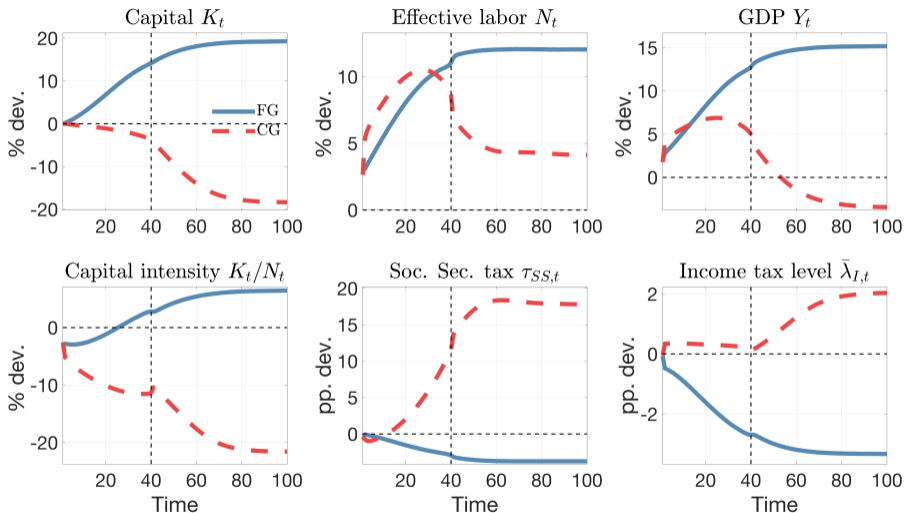 Capital $K_t$
% dev.
20
10
0
-10
-20
FG
CG
20 40 60 80 100
Effective labor $N_t$
% dev.
10
5
0
20 40 60 80 100
GDP $Y_t$
% dev.
15
10
5
0
20 40 60 80 100
Capital intensity $K_t/N_t$
% dev.
0
-10
-20
20 40 60 80 100
Time
Soc. Sec. tax $\tau_{SS,t}$
pp. dev.
20
15
10
5
0
20 40 60 80 100
Time
Income tax level $\bar{\lambda}_{I,t}$
pp. dev.
2
0
-2
20 40 60 80 100
Time